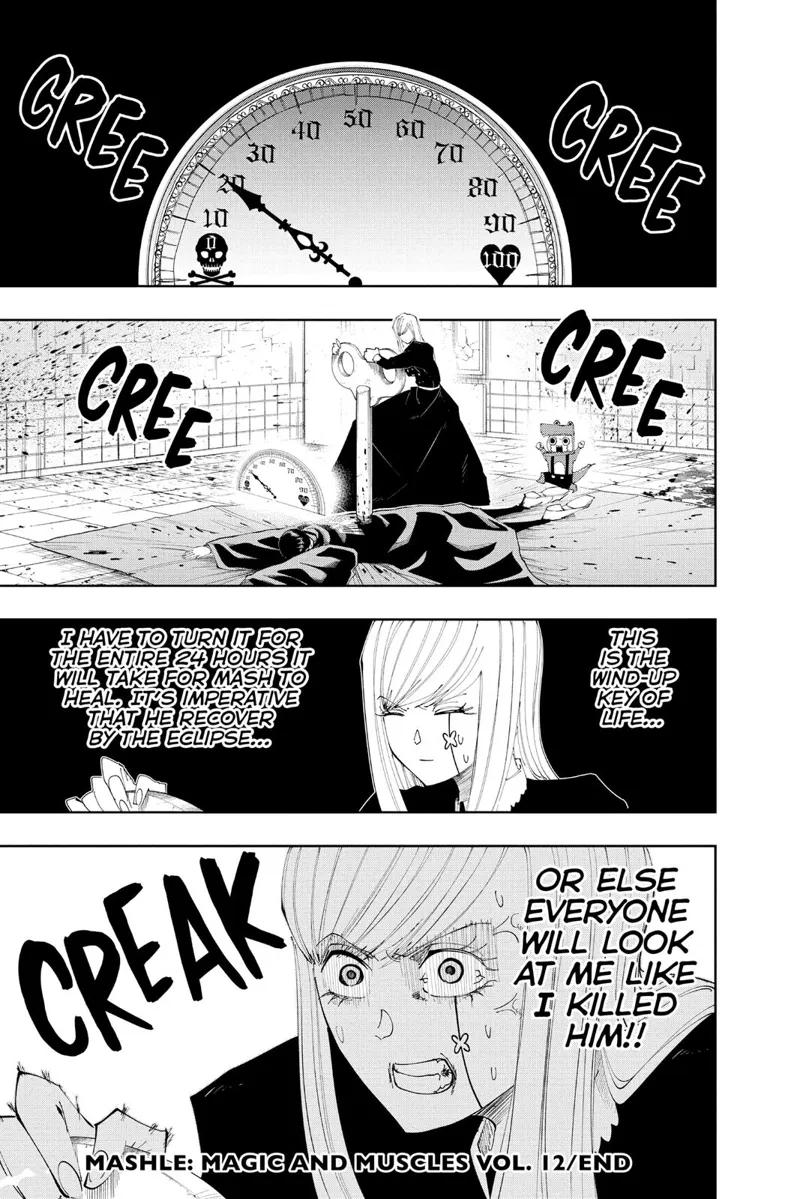 CREE
CREE
0
10
20
30
40
50
60
70
80
90
100
CREE
CREE
90
THIS
IS THE
WIND-UP
KEY OF
LIFE...
I HAVE TO TURN IT FOR
THE ENTIRE 24 HOURS IT
WILL TAKE FOR MASH TO
HEAL. IT'S IMPERATIVE
THAT HE RECOVER
BY THE ECLIPSE...
OR ELSE
EVERYONE
WILL LOOK
AT ME LIKE
I KILLED
HIM!!
CREAK
MASHLE: MAGIC AND MUSCLES VOL. 12/END